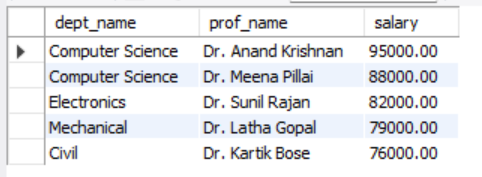 dept_name prof_name salary
Computer Science Dr. Anand Krishnan 95000.00
Computer Science Dr. Meena Pillai 88000.00
Electronics Dr. Sunil Rajan 82000.00
Mechanical Dr. Latha Gopal 79000.00
Civil Dr. Kartik Bose 76000.00